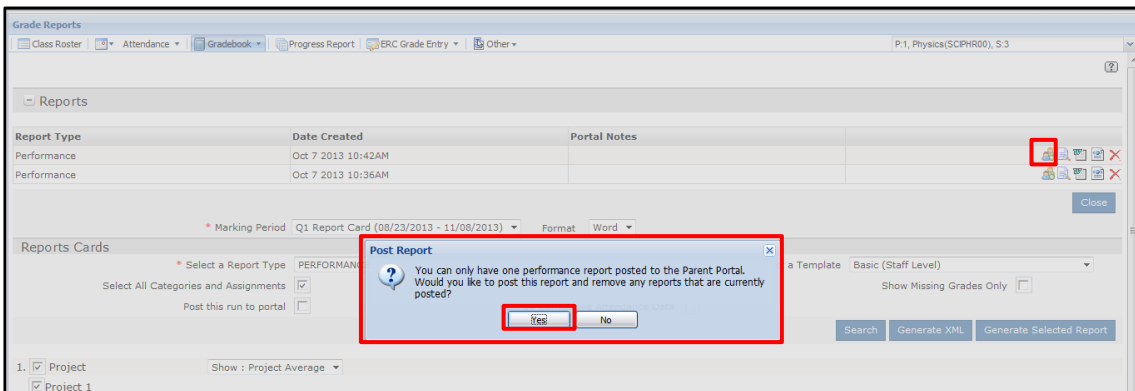 Grade Reports
Class Roster Attendance Gradebook Progress Report ERC Grade Entry Other P:1, Physics(SCIPHR00), S:3
Reports
Report Type Date Created Portal Notes
Performance Oct 7 2013 10:42AM
Performance Oct 7 2013 10:36AM
Close
* Marking Period Q1 Report Card (08/23/2013 - 11/08/2013) Format Word
Reports Cards
* Select a Report Type PERFORMANC a Template Basic (Staff Level)
Select All Categories and Assignments Show Missing Grades Only
Post this run to portal
Post Report
You can only have one performance report posted to the Parent Portal.
Would you like to post this report and remove any reports that are currently
posted?
Yes No
Search Generate XML Generate Selected Report
1. Project Show : Project Average
Project 1